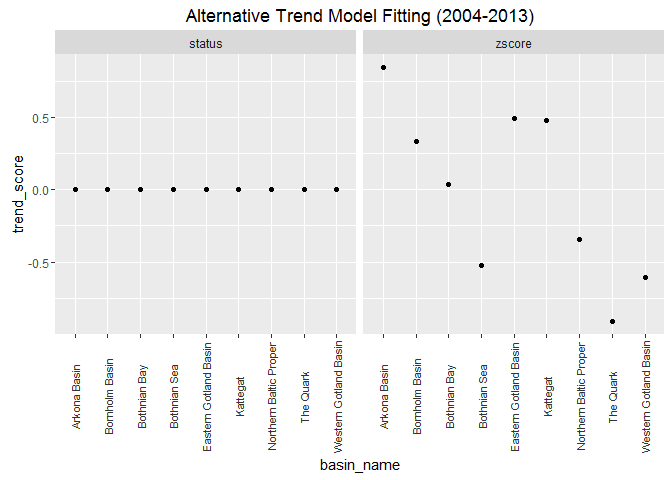 Alternative Trend Model Fitting (2004-2013)
status
zscore
trend_score
0.5
0.0
-0.5
Arkona Basin
Bornholm Basin
Bothnian Bay
Bothnian Sea
Eastern Gotland Basin
Kattegat
Northern Baltic Proper
The Quark
Western Gotland Basin
Arkona Basin
Bornholm Basin
Bothnian Bay
Bothnian Sea
Eastern Gotland Basin
Kattegat
Northern Baltic Proper
The Quark
Western Gotland Basin
basin_name